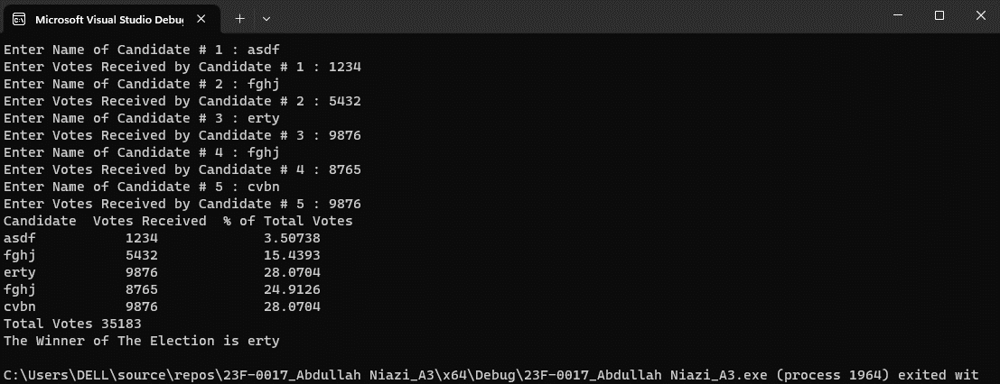 Microsoft Visual Studio Debug
Enter Name of Candidate # 1 : asdf
Enter Votes Received by Candidate # 1 : 1234
Enter Name of Candidate # 2 : fghj
Enter Votes Received by Candidate # 2 : 5432
Enter Name of Candidate # 3 : erty
Enter Votes Received by Candidate # 3 : 9876
Enter Name of Candidate # 4 : fghj
Enter Votes Received by Candidate # 4 : 8765
Enter Name of Candidate # 5 : cvbn
Enter Votes Received by Candidate # 5 : 9876
Candidate  Votes Received  % of Total Votes
asdf           1234             3.50738
fghj           5432             15.4393
erty           9876             28.0704
fghj           8765             24.9126
cvbn           9876             28.0704
Total Votes 35183
The Winner of The Election is erty
C:\Users\DELL\source\repos\23F-0017_Abdullah Niazi_A3\x64\Debug\23F-0017_Abdullah Niazi_A3.exe (process 1964) exited wit